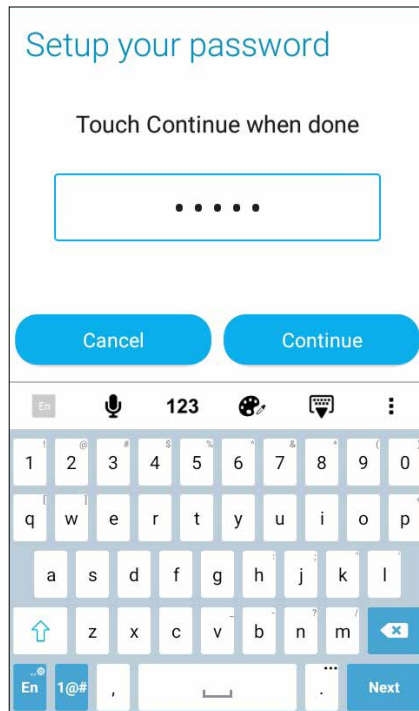 Setup your password
Touch Continue when done
•••••
Cancel Continue
En 123
! @ # $ % ^ & * ( )
1 2 3 4 5 6 7 8 9 0
[ ]
q w e r t y u i o p
: ; " '
a s d f g h j k l
_ - ? /
z x c v b n m
En 1@# , . Next